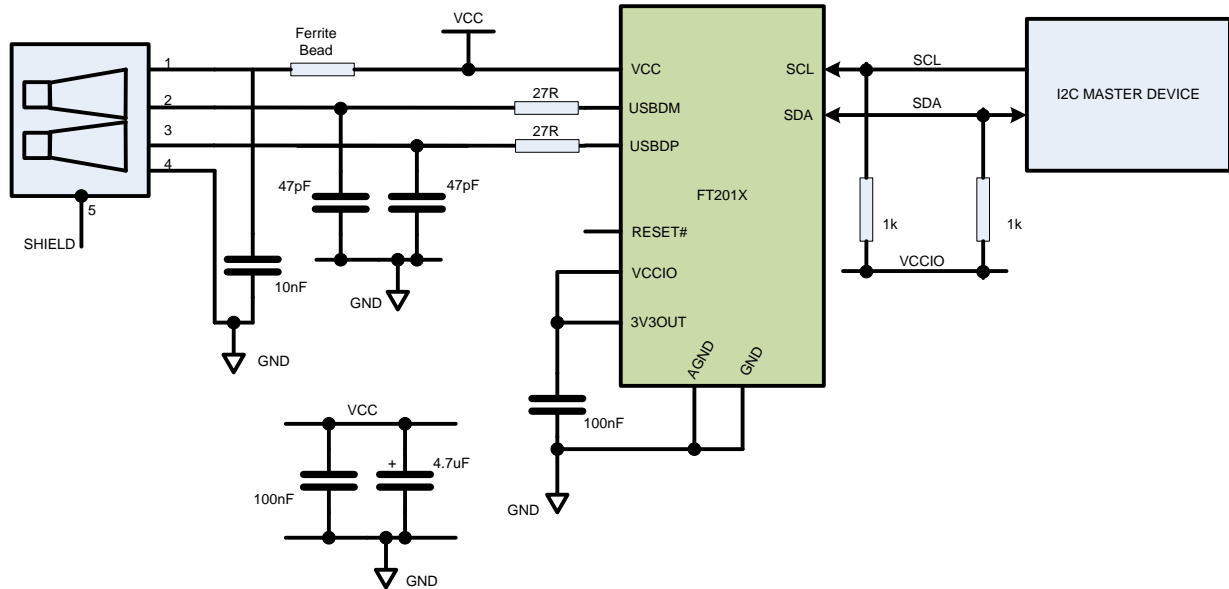 VCC
Ferrite
Bead
1
2
3
4
5
SHIELD
27R
27R
47pF
47pF
10nF
GND
GND
VCC
USBDM
USBDP
RESET#
VCCIO
3V3OUT
FT201X
SCL
SDA
AGND
GND
SCL
SDA
I2C MASTER DEVICE
1k
1k
VCCIO
100nF
GND
VCC
100nF
+
4.7uF
GND